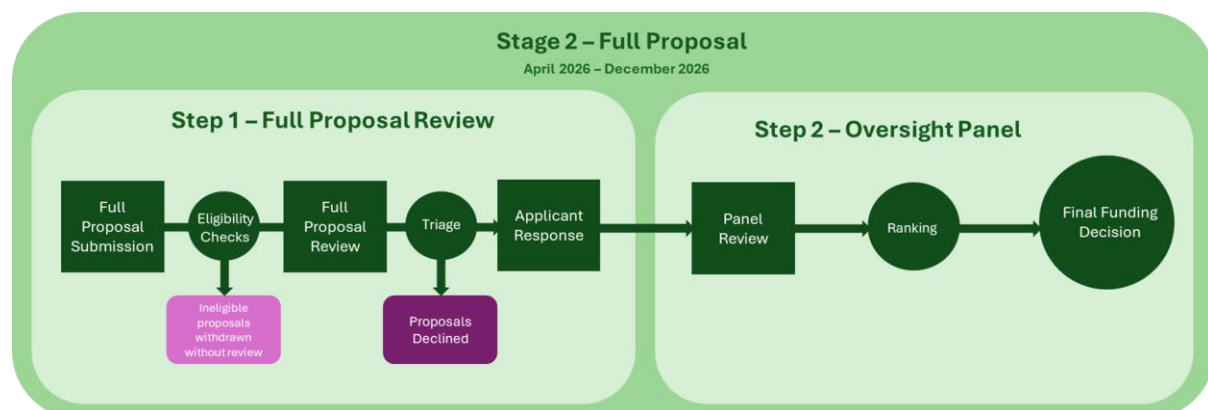 Stage 2 – Full Proposal
April 2026 – December 2026
Step 1 – Full Proposal Review
Full
Proposal
Submission
Eligibility
Checks
Full
Proposal
Review
Triage
Applicant
Response
Ineligible
proposals
withdrawn
without review
Proposals
Declined
Step 2 – Oversight Panel
Panel
Review
Ranking
Final Funding
Decision